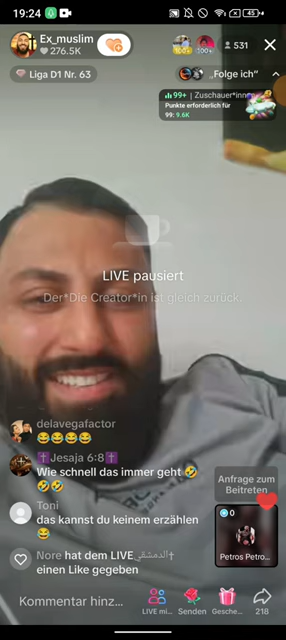 19:24
45
Ex_muslim
276.5K
100+
100+
531
Liga D1 Nr. 63
„Folge ich“
99+ | Zuschauer*innen
Punkte erforderlich für
99: 9.6K
LIVE pausiert
Der*Die Creator*in ist gleich zurück.
delavegafactor
😂😂😂😂
✝️Jesaja 6:8✝️
Wie schnell das immer geht 🤣
🤣🤣
Toni
das kannst du keinem erzählen
😂
Nore hat dem LIVE الدمشقي✝
einen Like gegeben
Anfrage zum
Beitreten
0
Petros Petro...
Kommentar hinz...
LIVE mi...
Senden
Gesche...
218